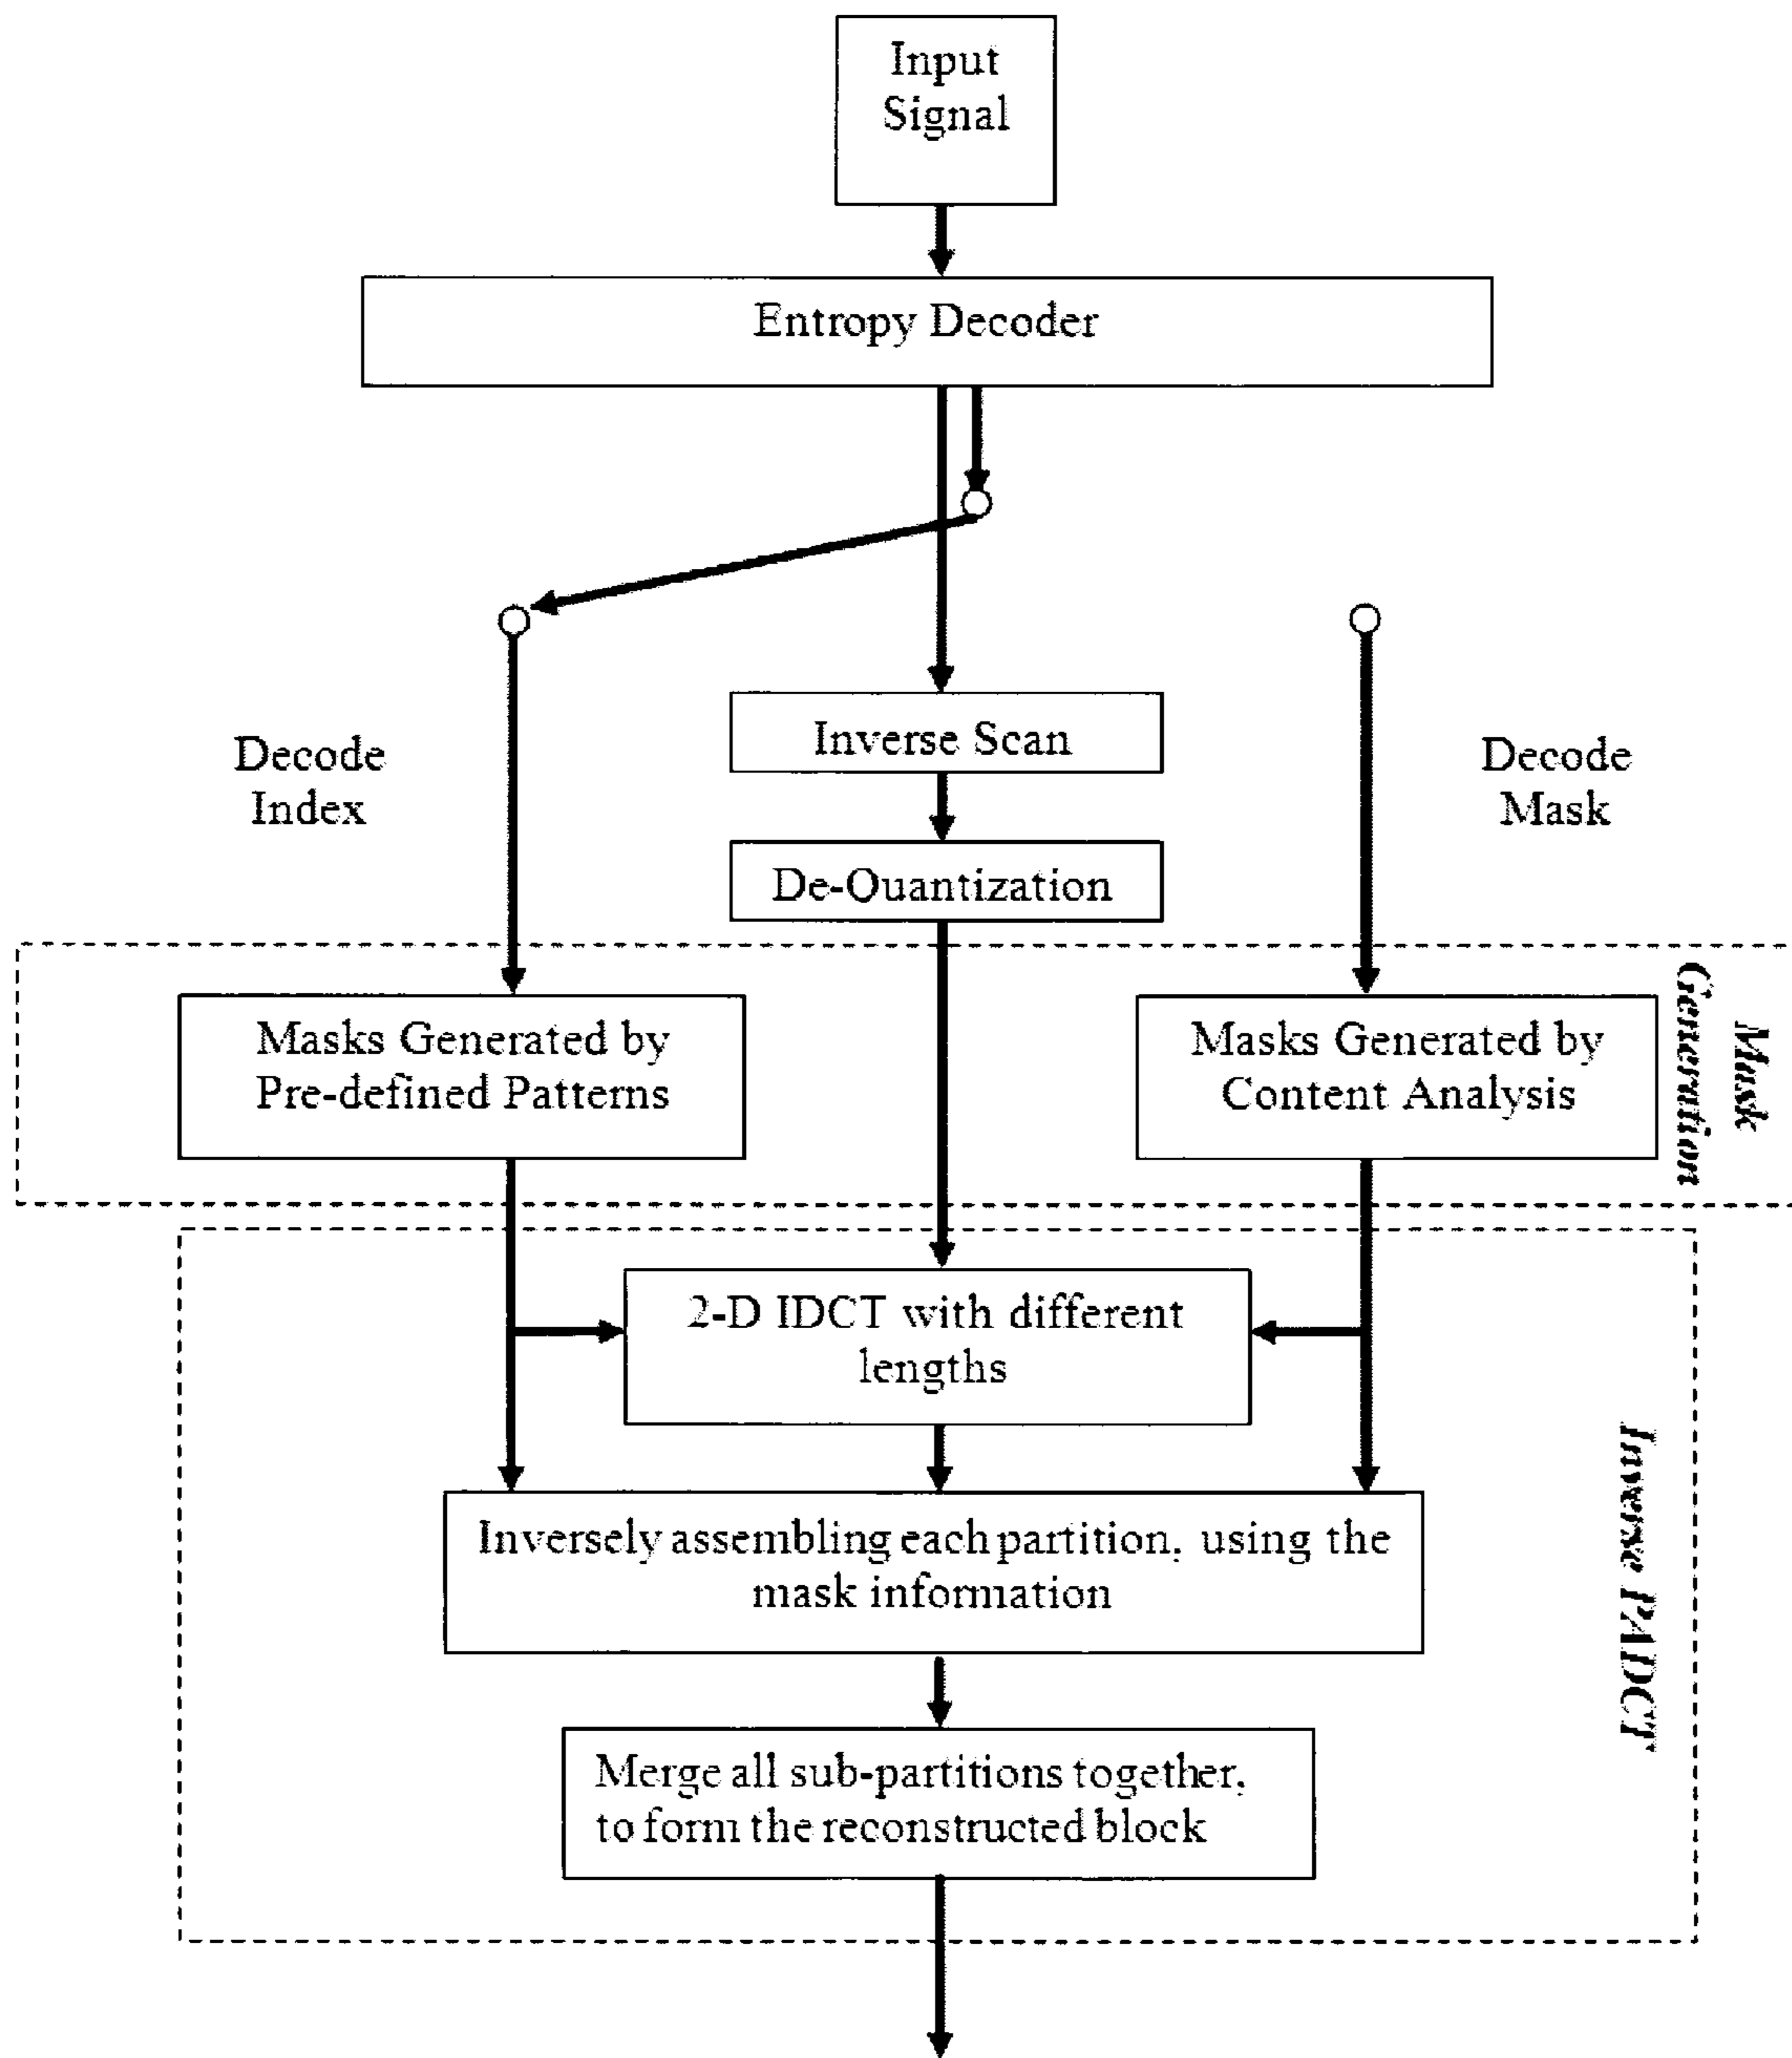 Input
Signal
Entropy Decoder
Decode
Index
Inverse Scan
Decode
Mask
De-Quantization
Mask
Generation
Masks Generated by
Pre-defined Patterns
Masks Generated by
Content Analysis
2-D IDCT with different
lengths
Inverse PADCT
Inversely assembling each partition, using the
mask information
Merge all sub-partitions together,
to form the reconstructed block